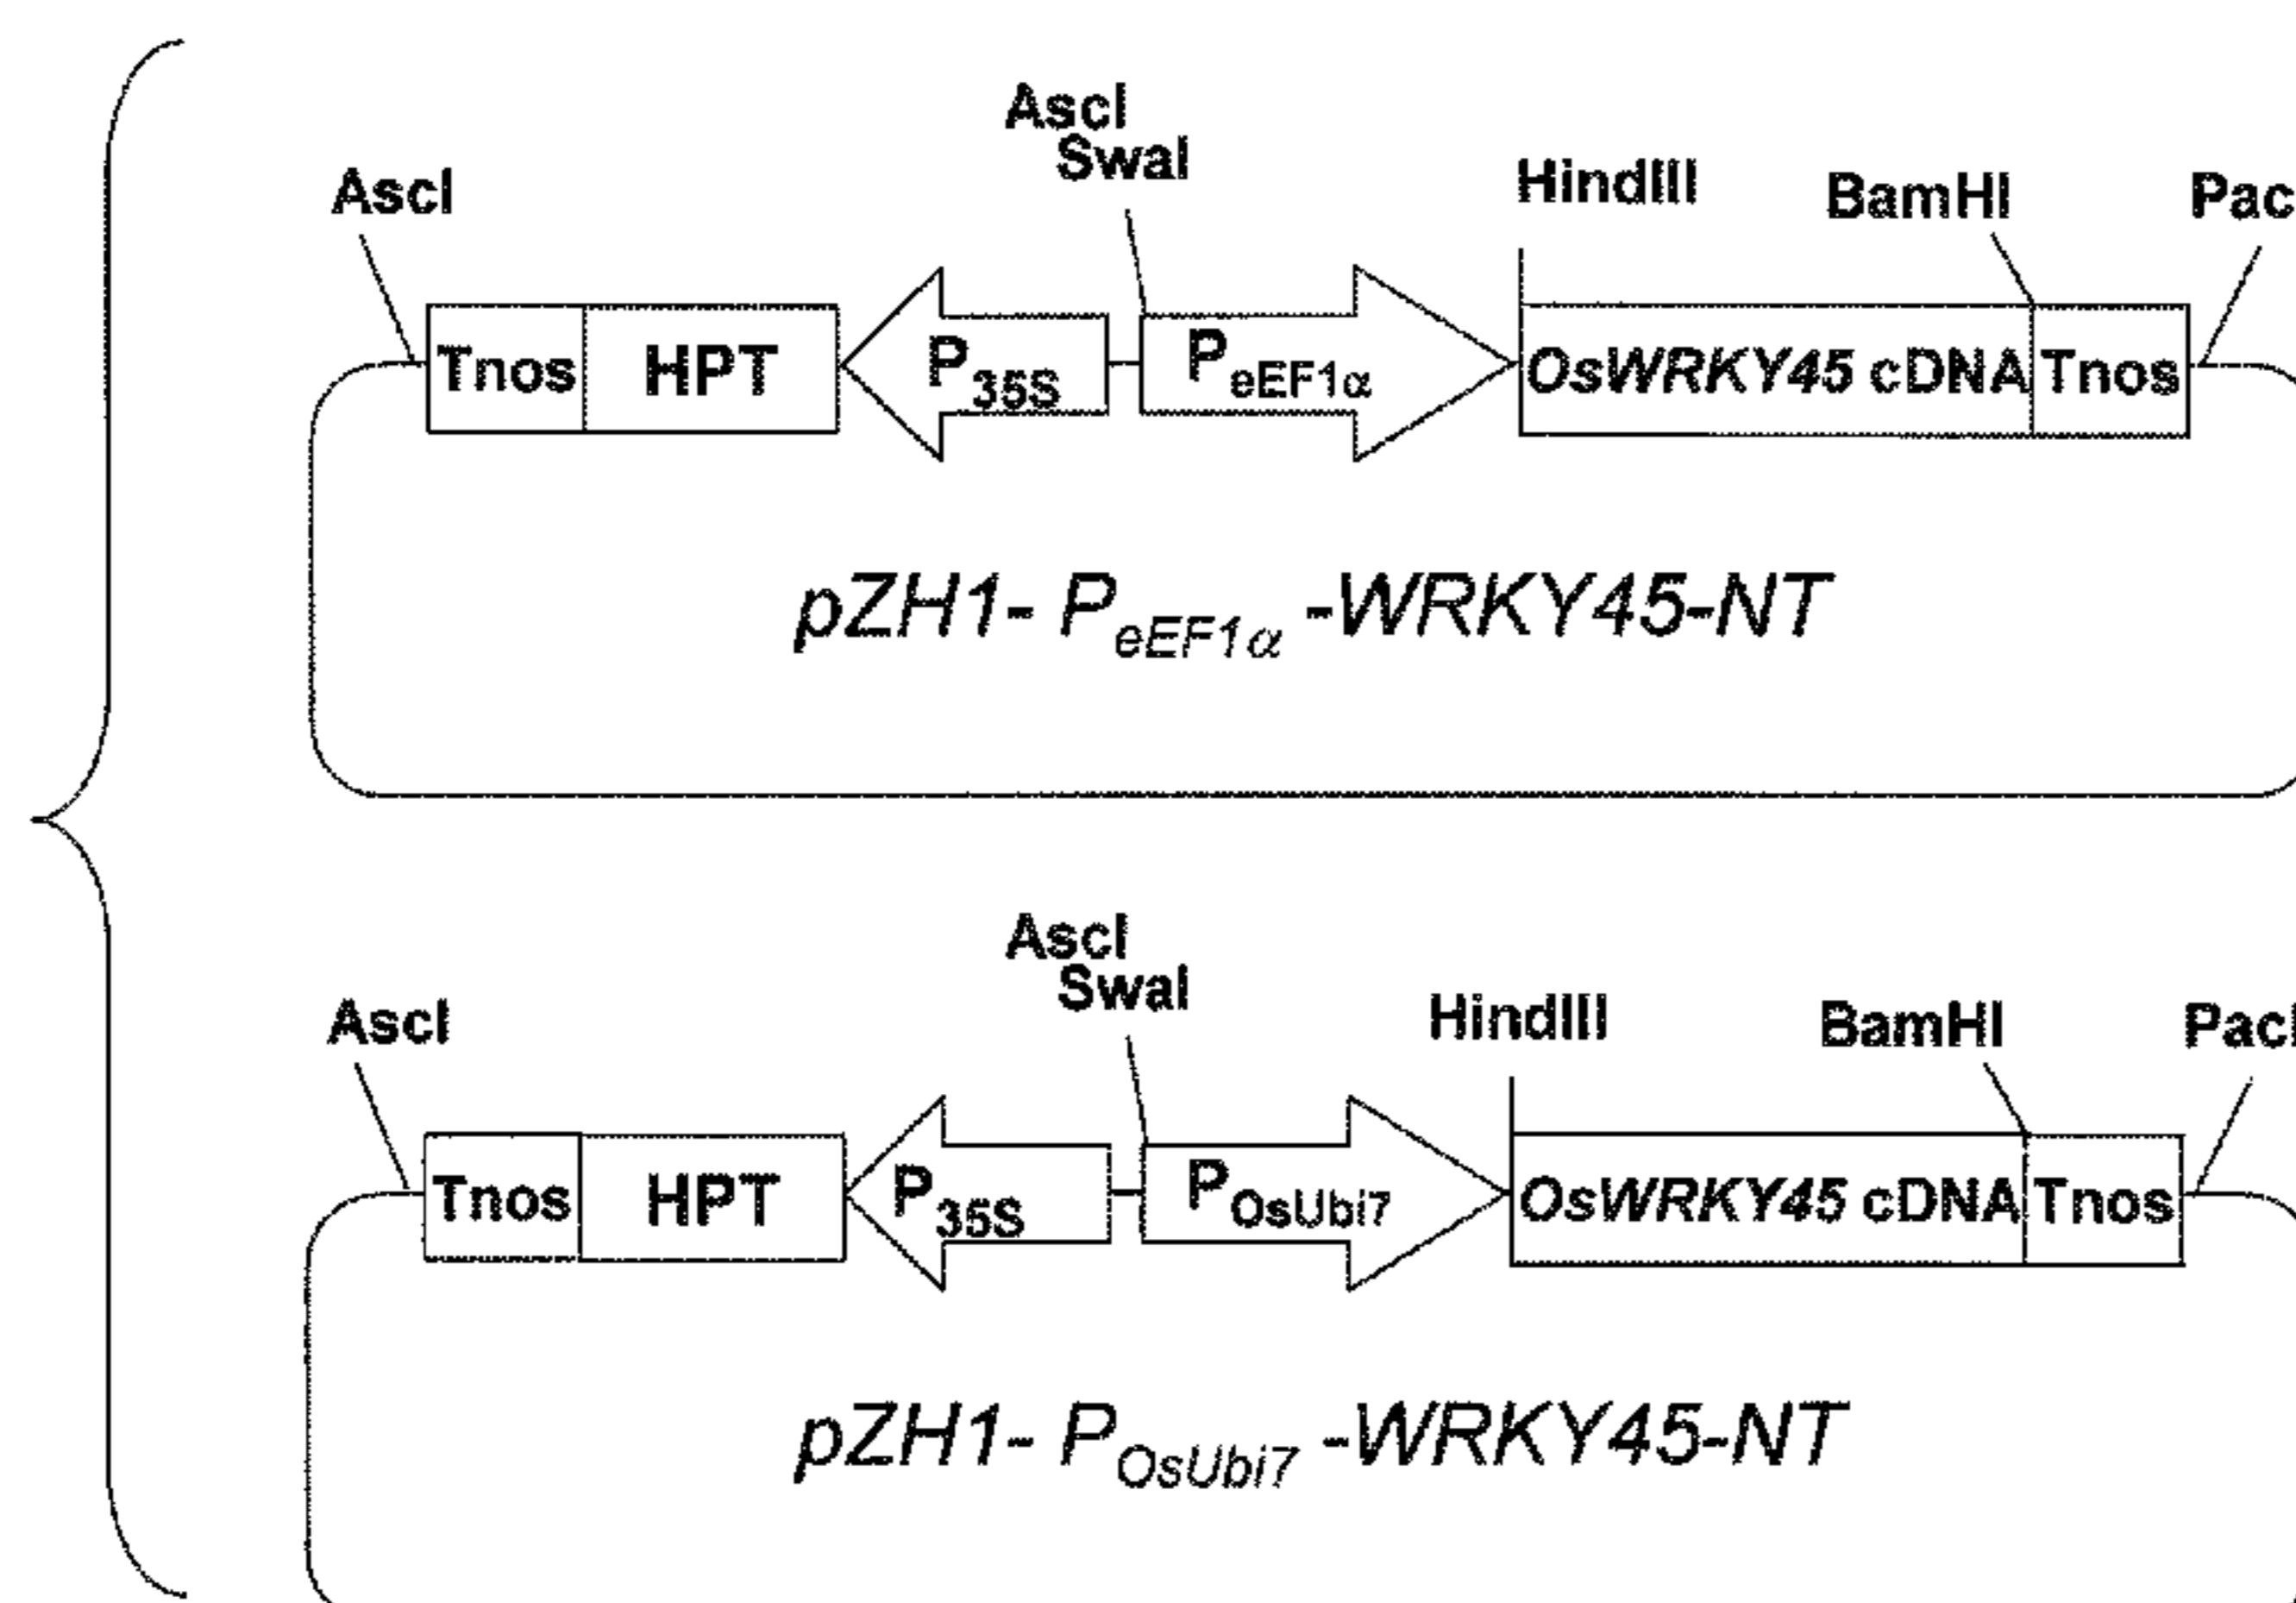 AscI
SwaI
AscI
HindIII
BamHI
Pac
Tnos HPT P35S PeEF1α OsWRKY45 cDNA Tnos
pZH1- PeEF1α -WRKY45-NT
AscI
SwaI
AscI
HindIII
BamHI
PacI
Tnos HPT P35S POsUbi7 OsWRKY45 cDNA Tnos
pZH1- POsUbi7 -WRKY45-NT